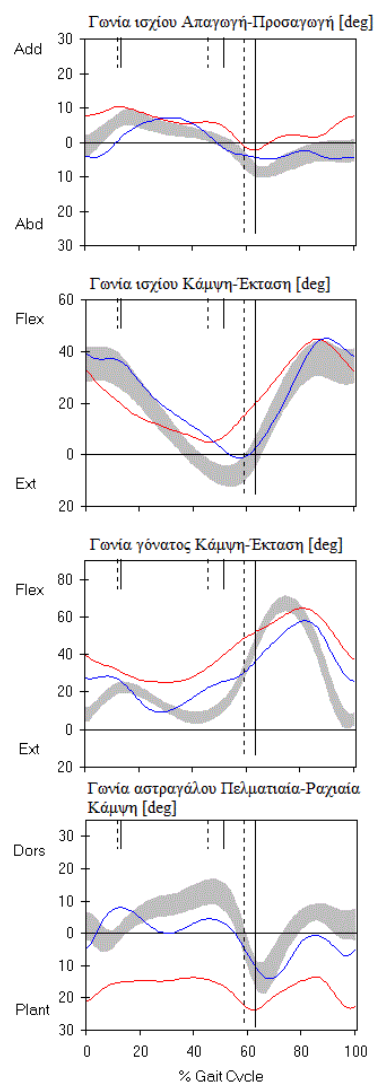 Γωνία ισχίου Απαγωγή-Προσαγωγή [deg]
Add
30
20
10
0
10
20
Abd
30
Γωνία ισχίου Κάμψη-Έκταση [deg]
60
Flex
40
20
0
Ext
20
Γωνία γόνατος Κάμψη-Έκταση [deg]
Flex
80
60
40
20
0
Ext
20
Γωνία αστραγάλου Πελματιαία-Ραχιαία
Κάμψη [deg]
Dors
30
20
10
0
10
20
Plant
30
0 20 40 60 80 100
% Gait Cycle